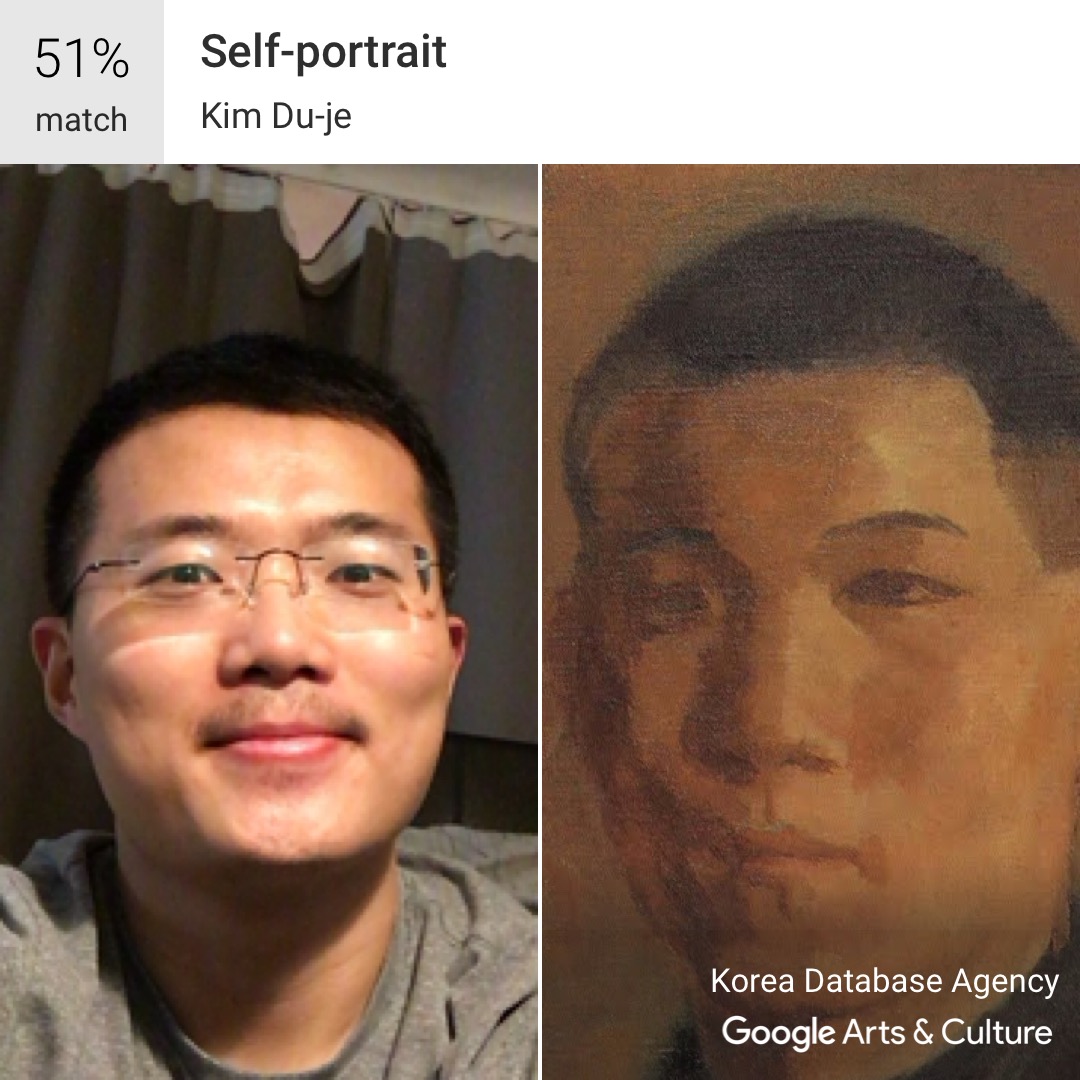 51%
match
Self-portrait
Kim Du-je
Korea Database Agency
Google Arts & Culture